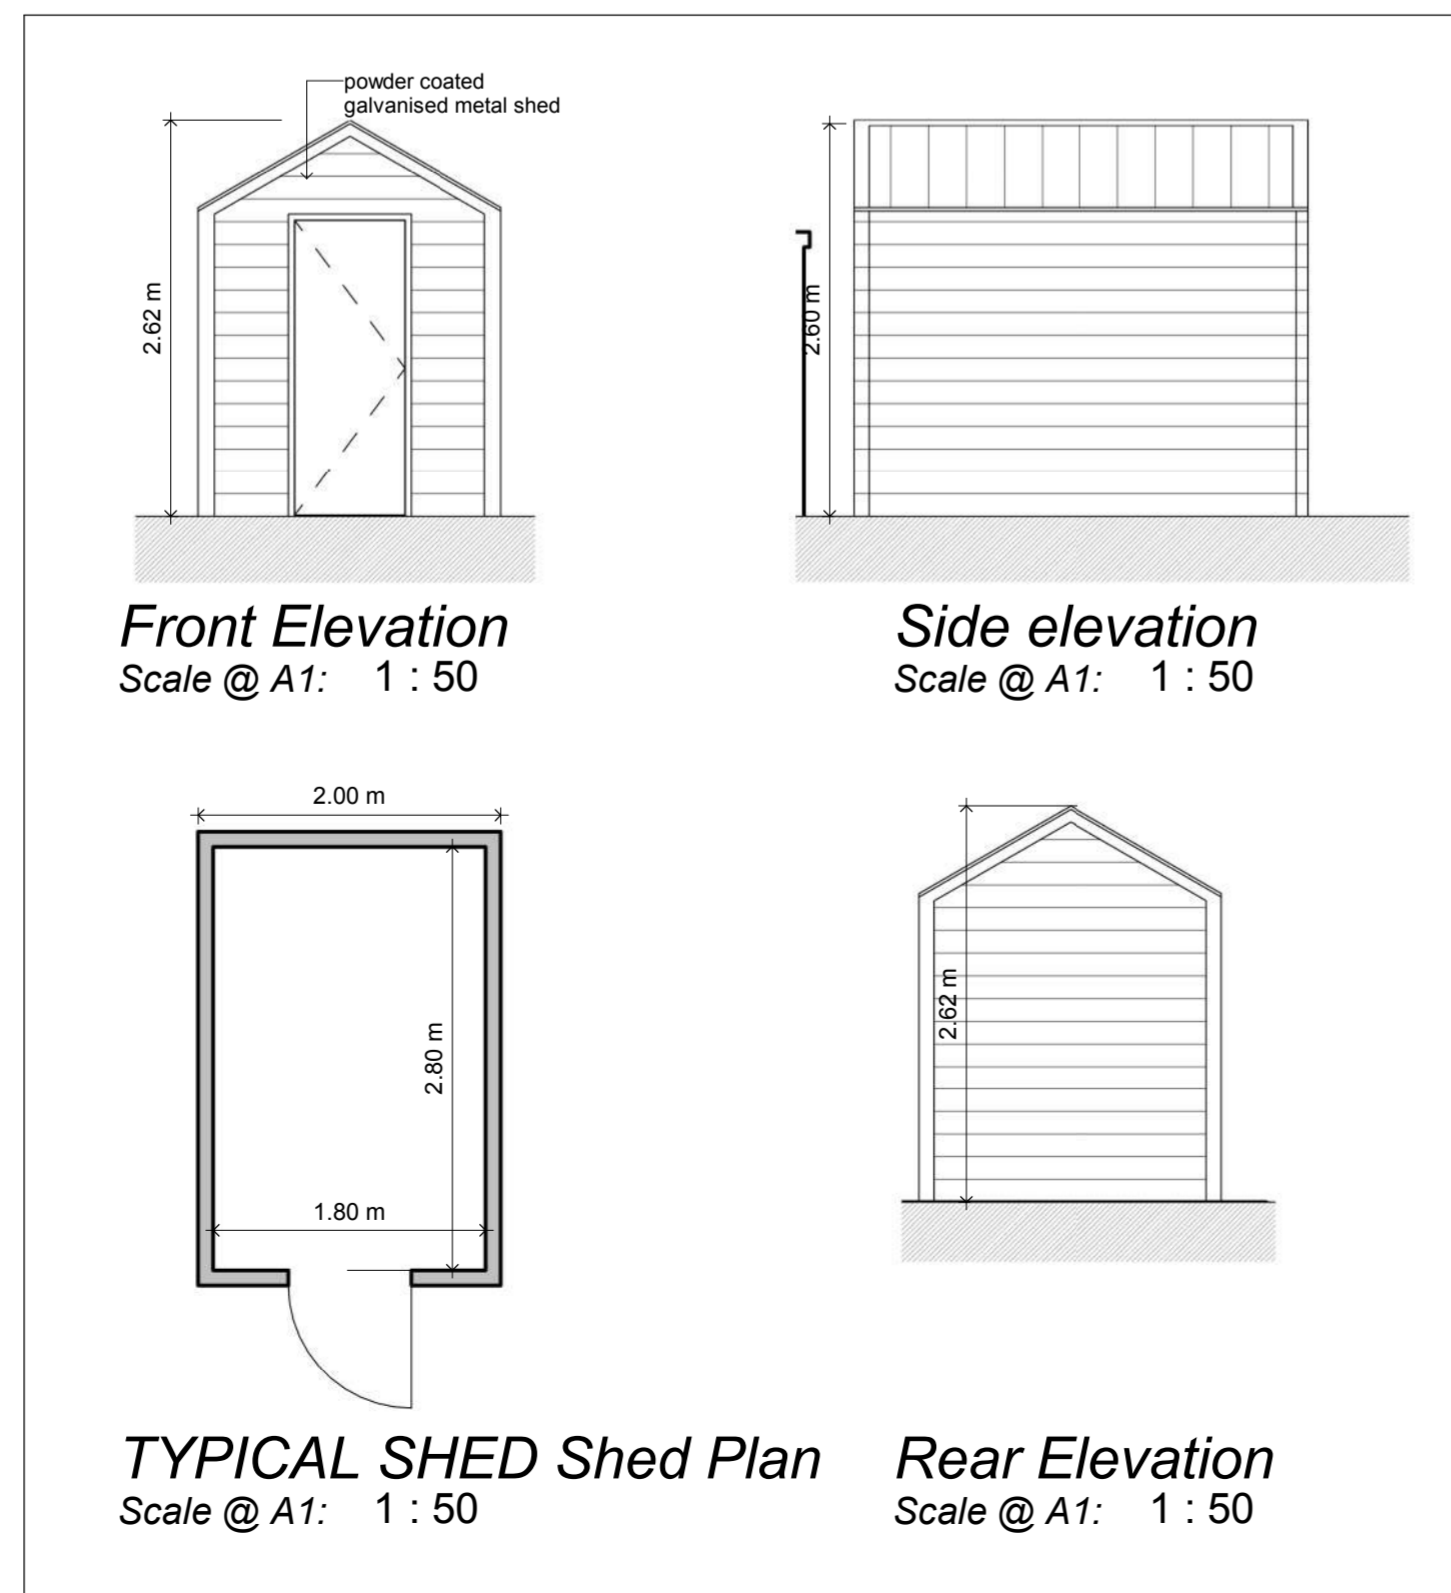 powder coated
galvanised metal shed
2.62 m
2.60 m
Front Elevation
Scale @ A1: 1 : 50
Side elevation
Scale @ A1: 1 : 50
2.00 m
2.80 m
1.80 m
2.62 m
TYPICAL SHED Shed Plan
Scale @ A1: 1 : 50
Rear Elevation
Scale @ A1: 1 : 50